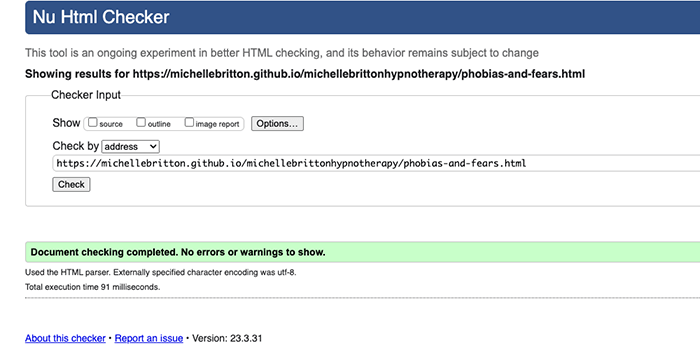 Nu Html Checker
This tool is an ongoing experiment in better HTML checking, and its behavior remains subject to change
Showing results for https://michellebritton.github.io/michellebrittonhypnotherapy/phobias-and-fears.html
Checker Input
Show source outline image report Options...
Check by address
https://michellebritton.github.io/michellebrittonhypnotherapy/phobias-and-fears.html
Check
Document checking completed. No errors or warnings to show.
Used the HTML parser. Externally specified character encoding was utf-8.
Total execution time 91 milliseconds.
About this checker • Report an issue • Version: 23.3.31